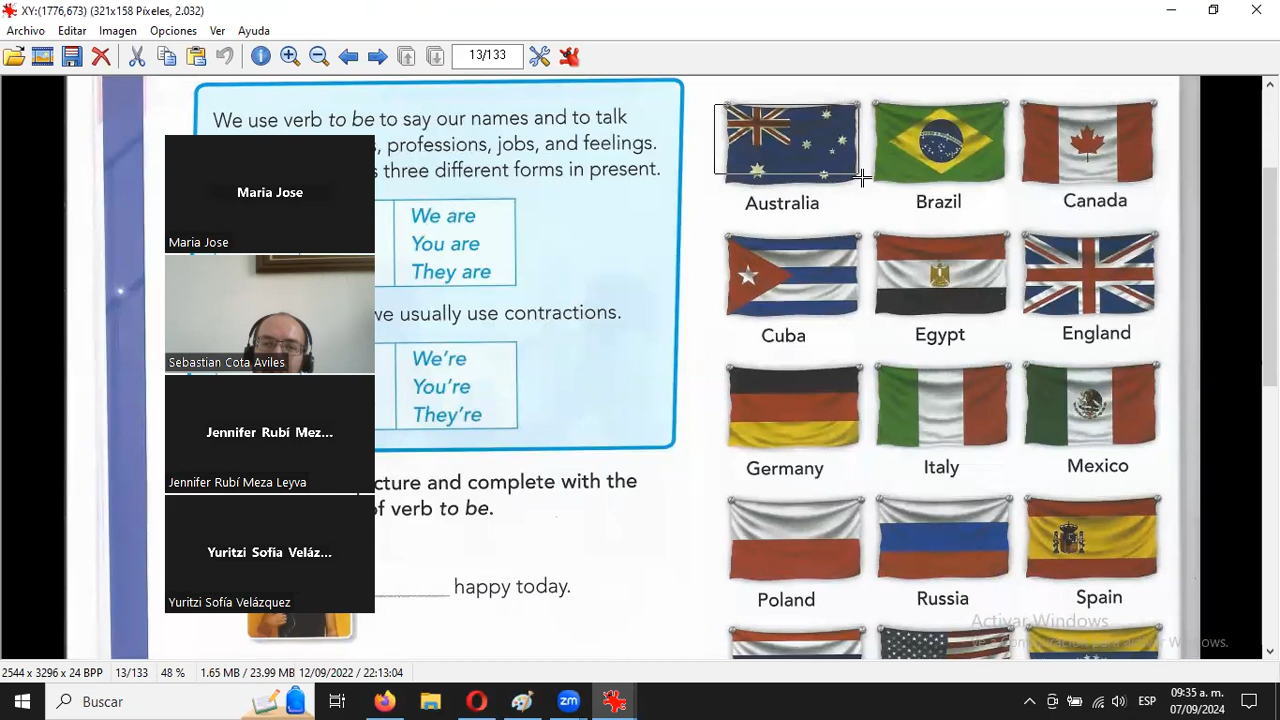 XY:(1776,673) (321x158 Píxeles, 2.032)
Archivo Editar Imagen Opciones Ver Ayuda
13/133
We use verb to be to say our names and to talk
s, professions, jobs, and feelings.
s three different forms in present.
We are
You are
They are
we usually use contractions.
We're
You're
They're
cture and complete with the
of verb to be.
happy today.
Maria Jose
Maria Jose
Sebastian Cota Aviles
Jennifer Rubí Mez...
Jennifer Rubí Meza Leyva
Yuritzi Sofía Veláz...
Yuritzi Sofía Velázquez
Australia Brazil Canada
Cuba Egypt England
Germany Italy Mexico
Poland Russia Spain
Activar Windows
Windows.
2544 x 3296 x 24 BPP 13/133 48 % 1.65 MB / 23.99 MB 12/09/2022 / 22:13:04
Buscar
zm
ESP
09:35 a. m.
07/09/2024